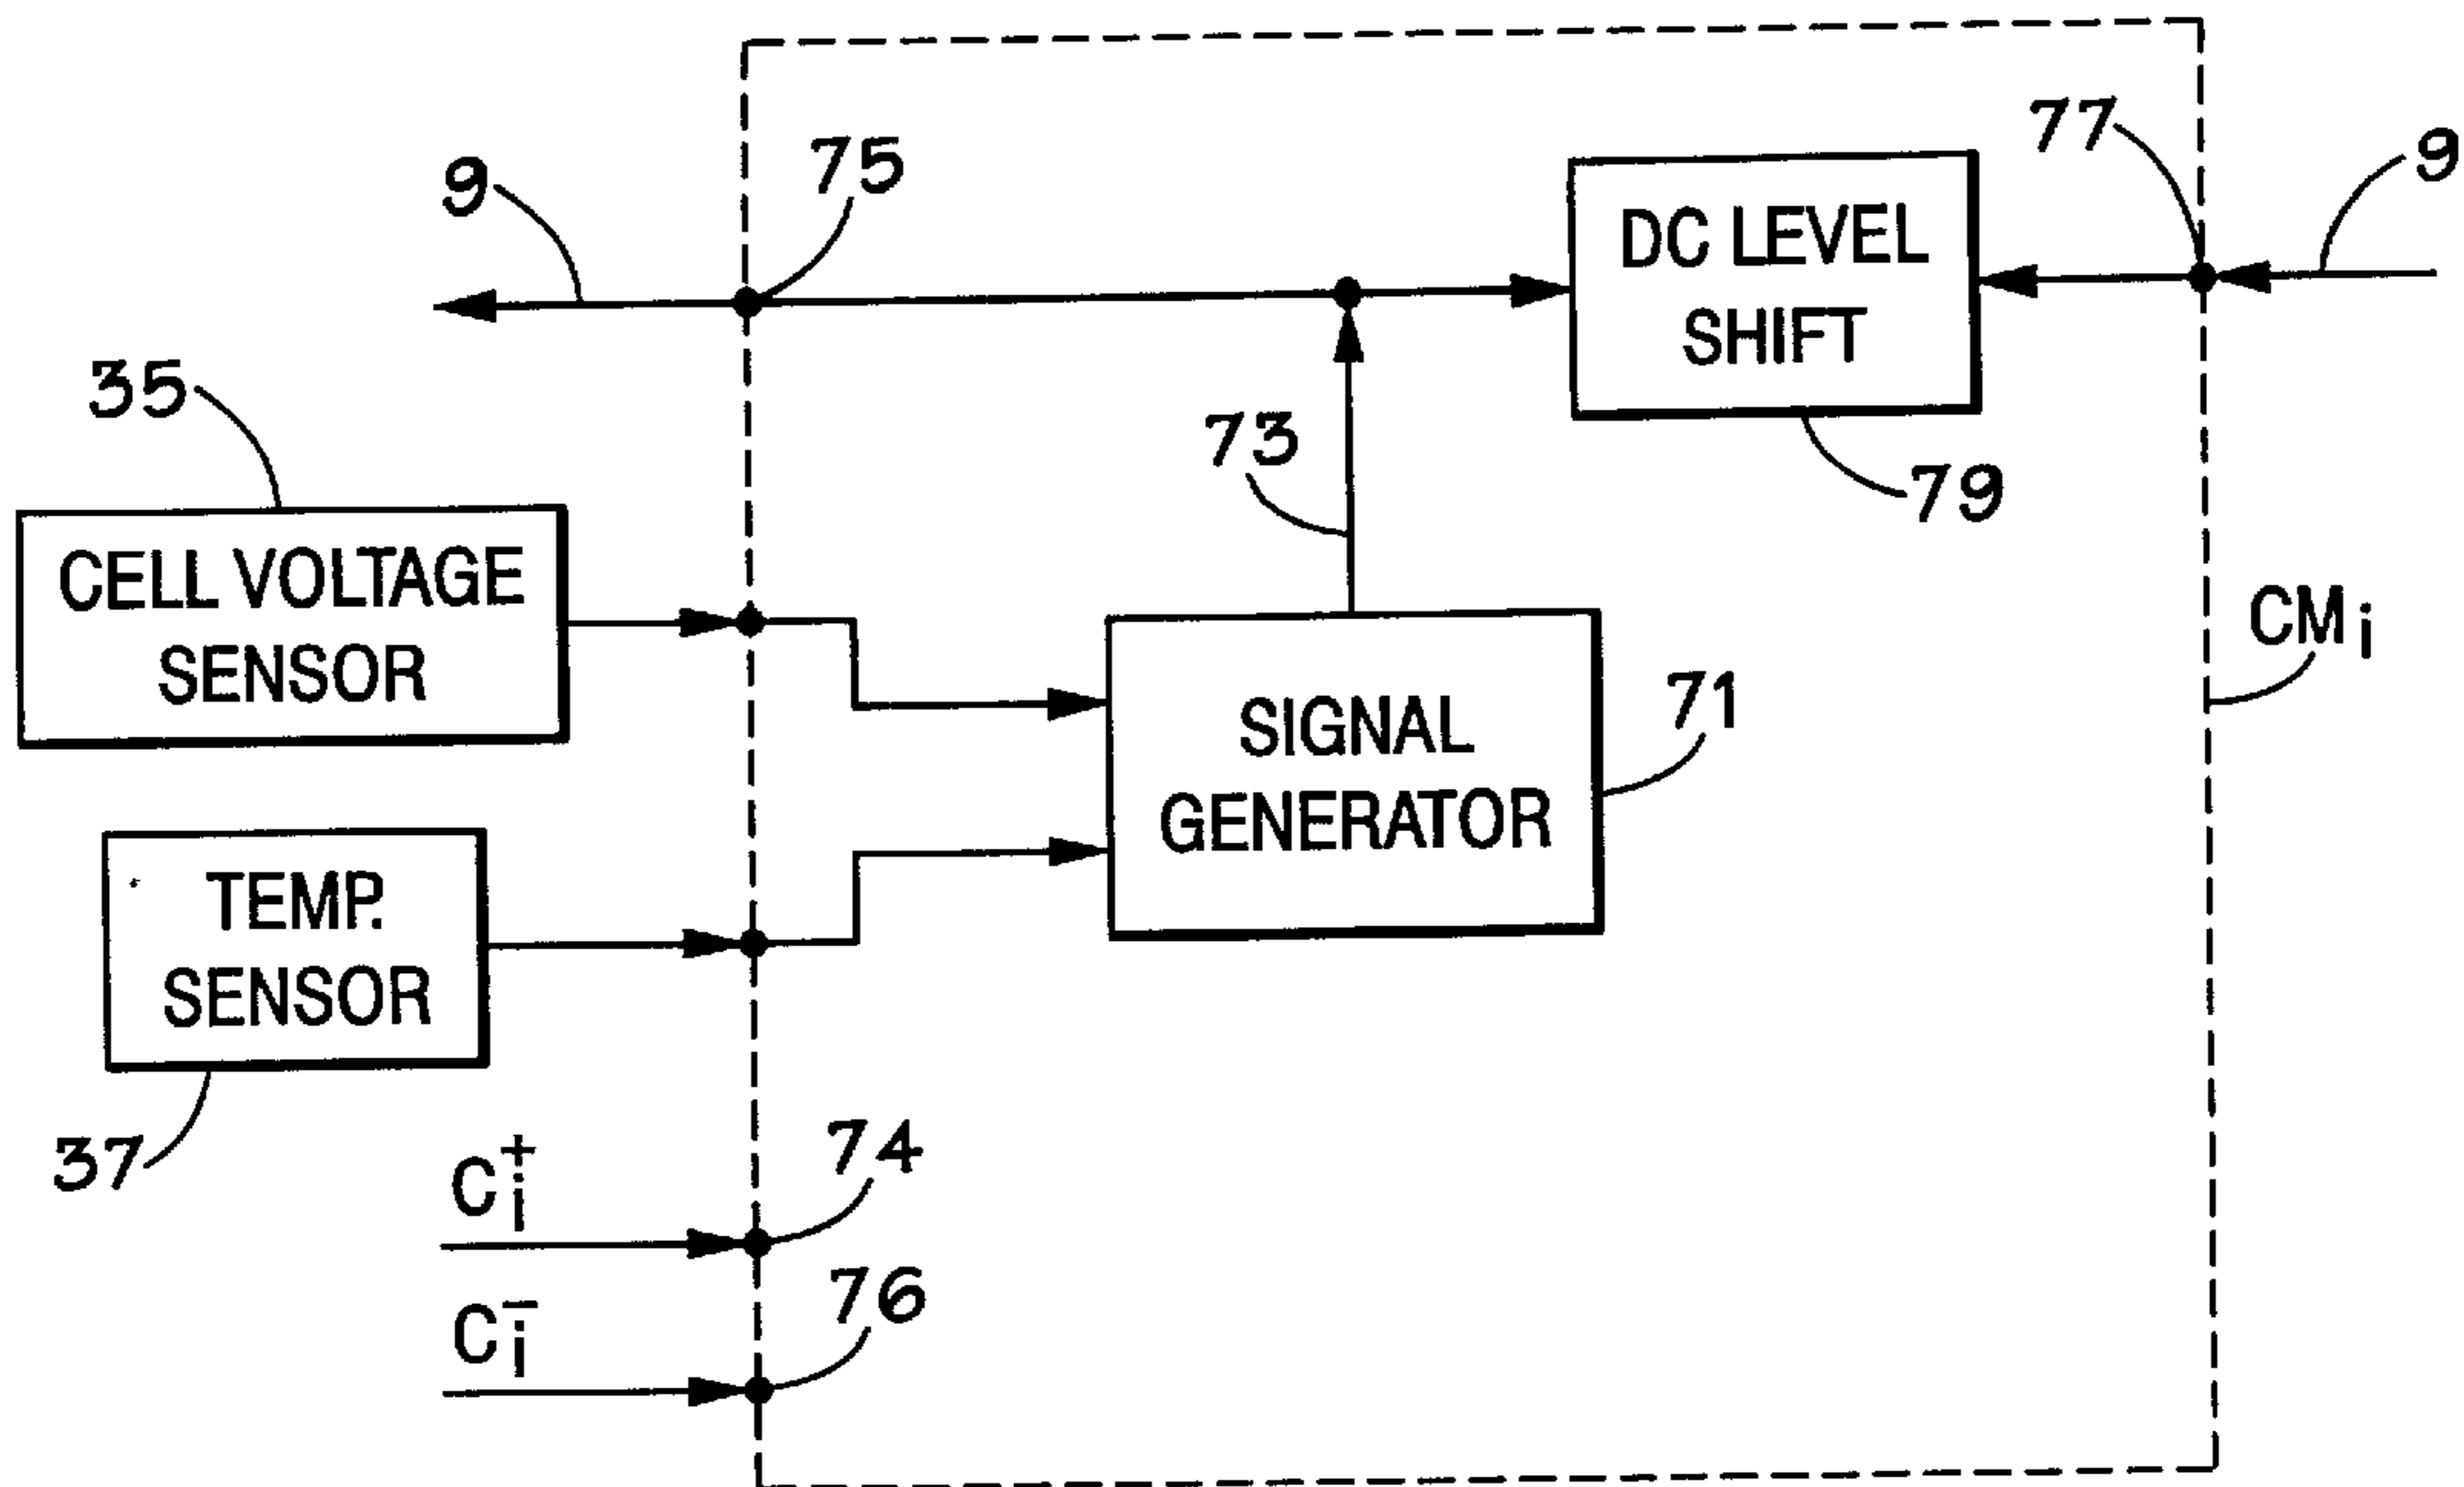 77
75
9
9
DC LEVEL
SHIFT
35
73
79
CELL VOLTAGE
SENSOR
CMi
71
SIGNAL
GENERATOR
TEMP.
SENSOR
37
74
Ci+
76
Ci-